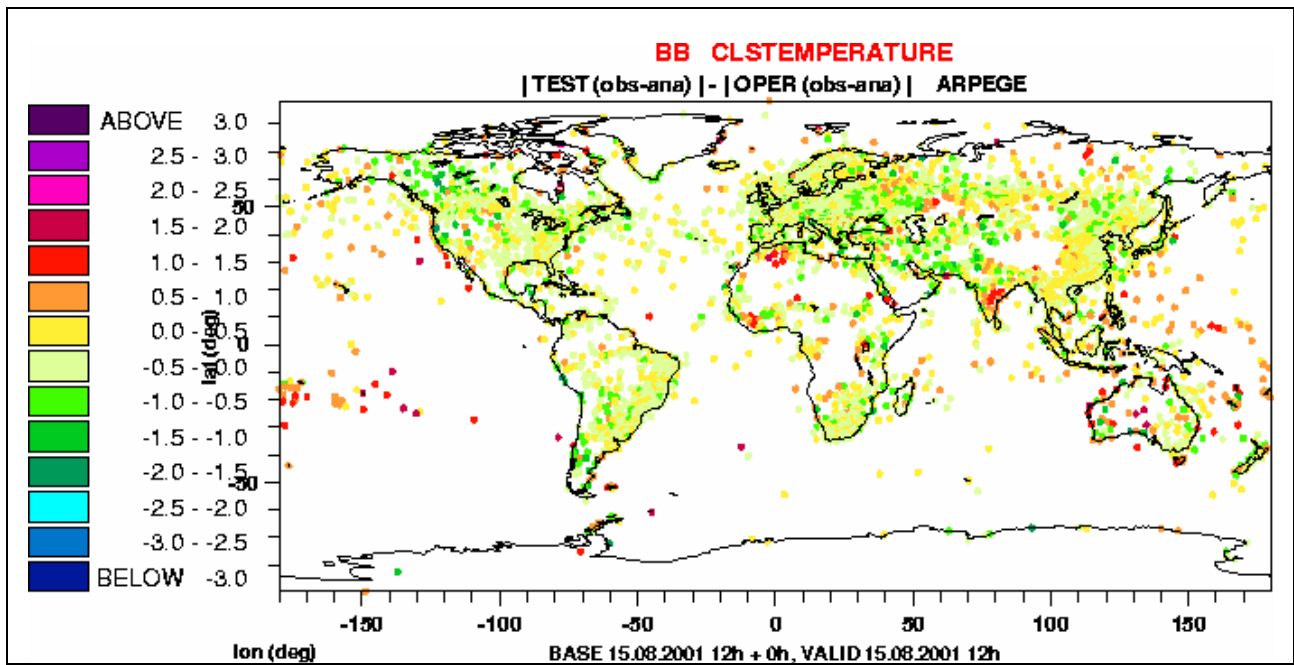 BB CLSTEMPERATURE
|TEST (obs-ana) |-|OPER (obs-ana) | ARPEGE
ABOVE 3.0
2.5 - 3.0
2.0 - 2.5
50
1.5 - 2.0
1.0 - 1.5
0.5 - 1.0
0.0 - 0.5
lat (deg)
0
-0.5 - -0.0
-1.0 - -0.5
-1.5 - -1.0
-2.0 - -1.5
-50
-2.5 - -2.0
-3.0 - -2.5
BELOW -3.0
-150 -100 -50 0 50 100 150
lon (deg) BASE 15.08.2001 12h + 0h, VALID 15.08.2001 12h